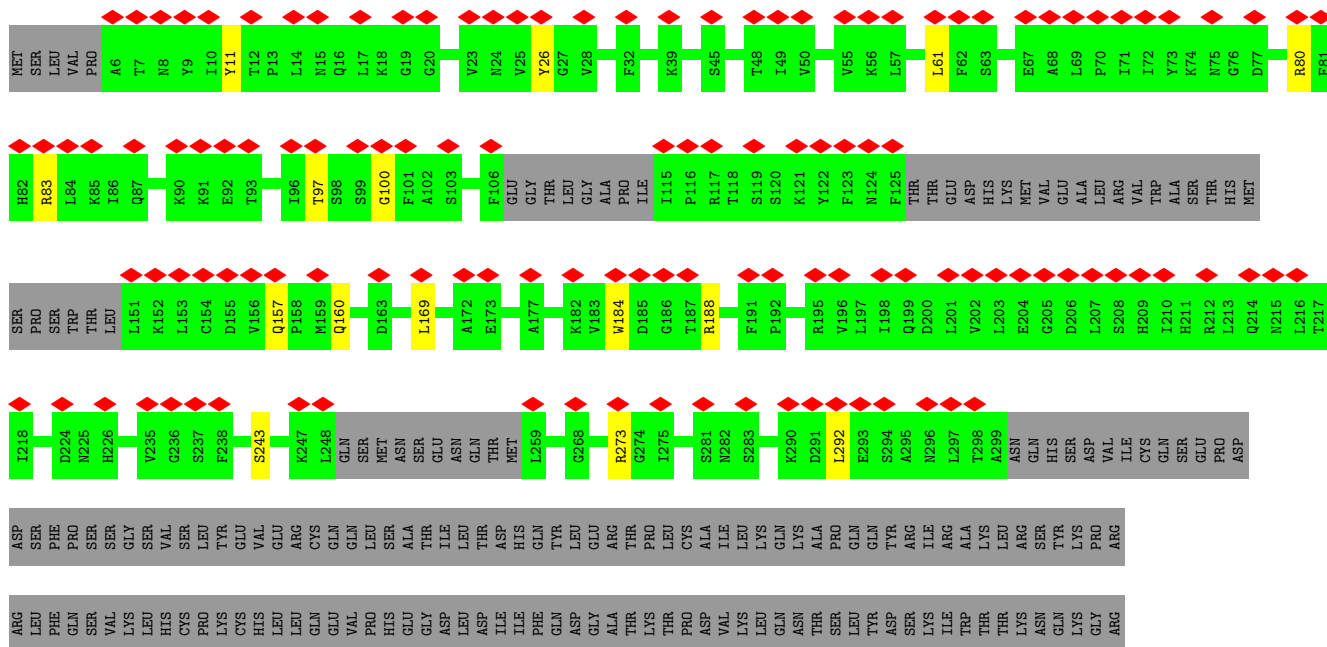 MET SER LEU VAL PRO A6 T7 N8 Y9 I10 Y11 T12 P13 L14 N15 Q16 L17 K18 G19 G20 V23 N24 V25 Y26 G27 V28 F32 K39 S45 T48 I49 V50 V55 K56 L57 L61 F62 S63 E67 A68 L69 P70 I71 I72 Y73 K74 N75 G76 D77 R80 F81
H82 R83 L84 K85 I86 Q87 K90 K91 E92 T93 I96 T97 S98 S99 G100 F101 A102 S103 F106 GLU GLY THR LEU GLY ALA PRO ILE I115 P116 R117 T118 S119 S120 K121 Y122 F123 N124 F125 THR THR GLU ASP HIS LYS MET VAL GLU ALA LEU ARG VAL TRP ALA SER THR HIS MET
SER PRO SER TRP THR LEU L151 K152 L153 C154 D155 V156 Q157 P158 M159 Q160 D163 L169 A172 E173 A177 K182 V183 W184 D185 G186 T187 R188 F191 P192 R195 V196 L197 I198 Q199 D200 L201 V202 L203 E204 G205 D206 L207 S208 H209 I210 H211 R212 L213 Q214 N215 L216 T217
I218 D224 N225 H226 V235 G236 S237 F238 S243 K247 L248 GLN SER MET ASN SER GLU ASN GLN THR MET L259 G268 R273 G274 I275 S281 N282 S283 K290 D291 L292 E293 S294 A295 N296 L297 T298 A299 ASN GLN HIS SER ASP VAL ILE CYS GLN SER GLU PRO ASP
ASP SER PHE PRO SER SER GLY SER VAL SER LEU TYR GLU VAL GLU ARG CYS GLN GLN LEU SER ALA THR ILE LEU THR ASP HIS GLN TYR LEU GLU ARG THR PRO LEU CYS ALA ILE LEU LYS GLN LYS ALA PRO GLN GLN TYR ARG ILE ARG ALA LYS LEU ARG SER TYR LYS PRO ARG
ARG LEU PHE GLN SER VAL LYS LEU HIS CYS PRO LYS CYS HIS LEU LEU GLN GLU VAL PRO HIS GLU GLY ASP LEU ASP ILE ILE PHE GLN ASP GLY ALA THR LYS THR PRO ASP VAL LYS LEU GLN ASN THR SER LEU TYR ASP SER LYS ILE TRP THR THR LYS ASN GLN LYS GLY ARG